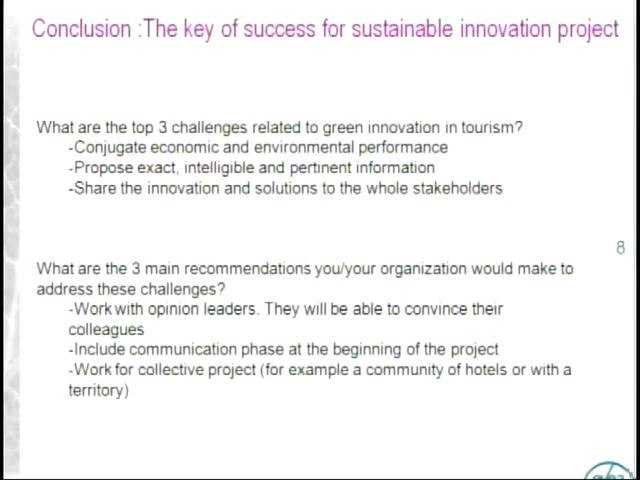 Conclusion :The key of success for sustainable innovation project
What are the top 3 challenges related to green innovation in tourism?
-Conjugate economic and environmental performance
-Propose exact, intelligible and pertinent information
-Share the innovation and solutions to the whole stakeholders
8
What are the 3 main recommendations you/your organization would make to
address these challenges?
-Work with opinion leaders. They will be able to convince their
colleagues
-Include communication phase at the beginning of the project
-Work for collective project (for example a community of hotels or with a
territory)